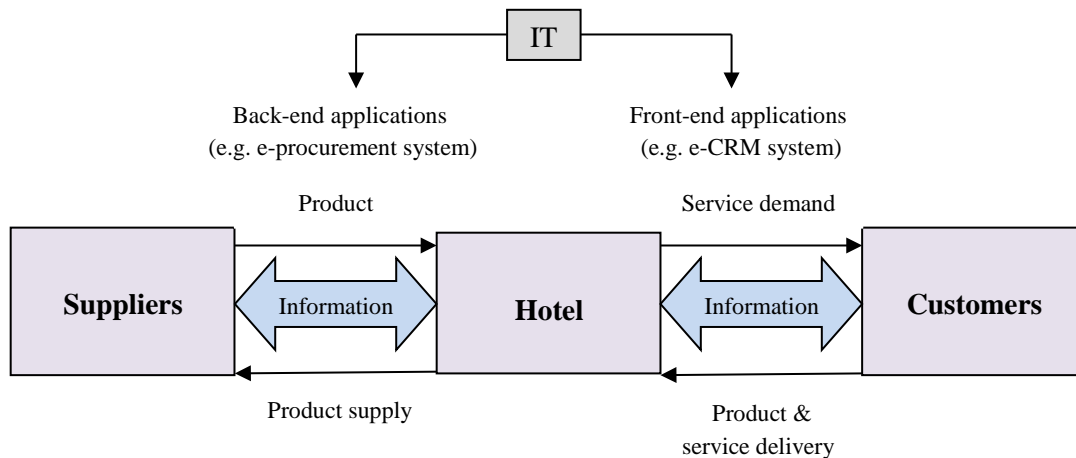 IT
Back-end applications
(e.g. e-procurement system)
Front-end applications
(e.g. e-CRM system)
Product
Service demand
Suppliers
Information
Hotel
Information
Customers
Product supply
Product &
service delivery